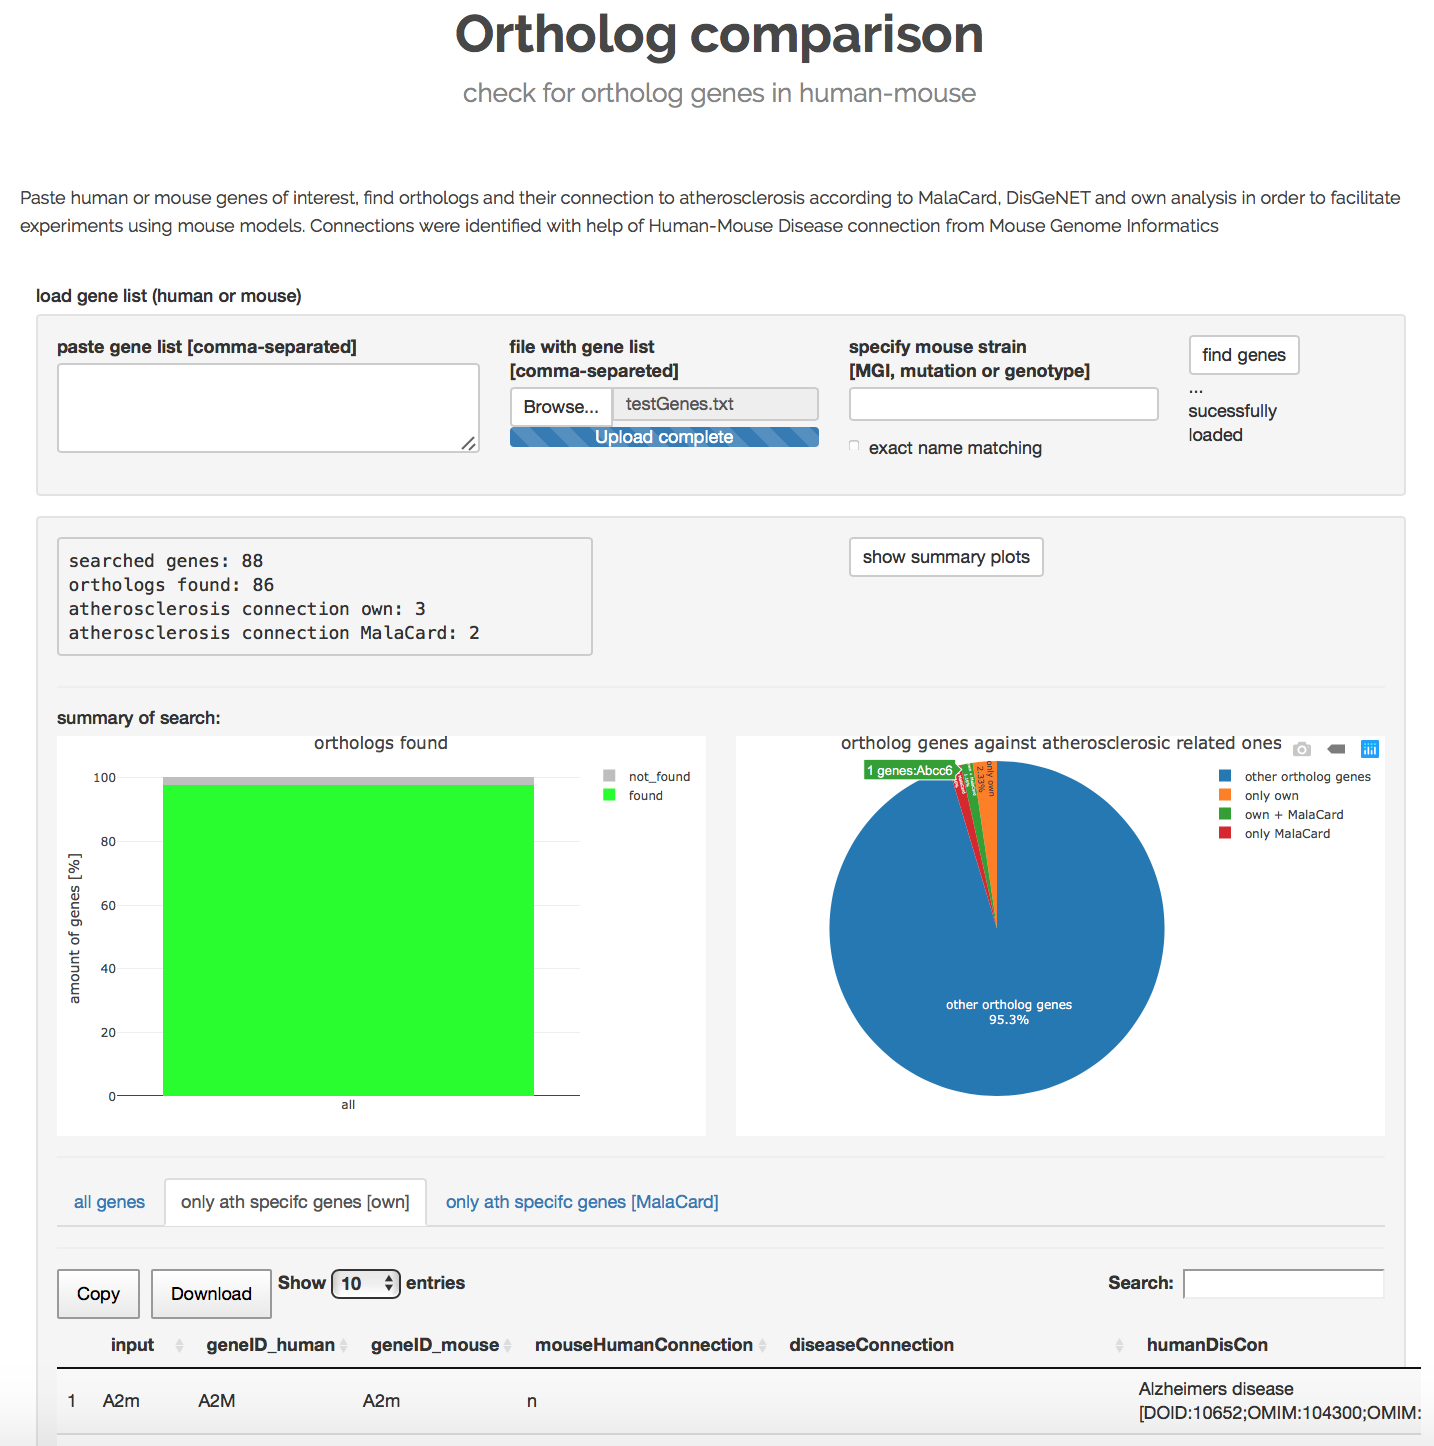 Ortholog comparison
check for ortholog genes in human-mouse
Paste human or mouse genes of interest, find orthologs and their connection to atherosclerosis according to MalaCard, DisGeNET and own analysis in order to facilitate
experiments using mouse models. Connections were identified with help of Human-Mouse Disease connection from Mouse Genome Informatics
load gene list (human or mouse)
paste gene list [comma-separated]
file with gene list
[comma-separeted]
Browse...
testGenes.txt
Upload complete
specify mouse strain
[MGI, mutation or genotype]
exact name matching
find genes
...
sucessfully
loaded
searched genes: 88
orthologs found: 86
atherosclerosis connection own: 3
atherosclerosis connection MalaCard: 2
show summary plots
summary of search:
orthologs found
100
80
60
40
20
0
amount of genes [%]
all
not_found
found
ortholog genes against atherosclerosic related ones
1 genes:Abcc6
only own
2.33%
other ortholog genes
95.3%
other ortholog genes
only own
own + MalaCard
only MalaCard
all genes
only ath specifc genes [own]
only ath specifc genes [MalaCard]
Copy
Download
Show 10 entries
Search:
input geneID_human geneID_mouse mouseHumanConnection diseaseConnection humanDisCon
1 A2m A2M A2m n
Alzheimers disease
[DOID:10652;OMIM:104300;OMIM: